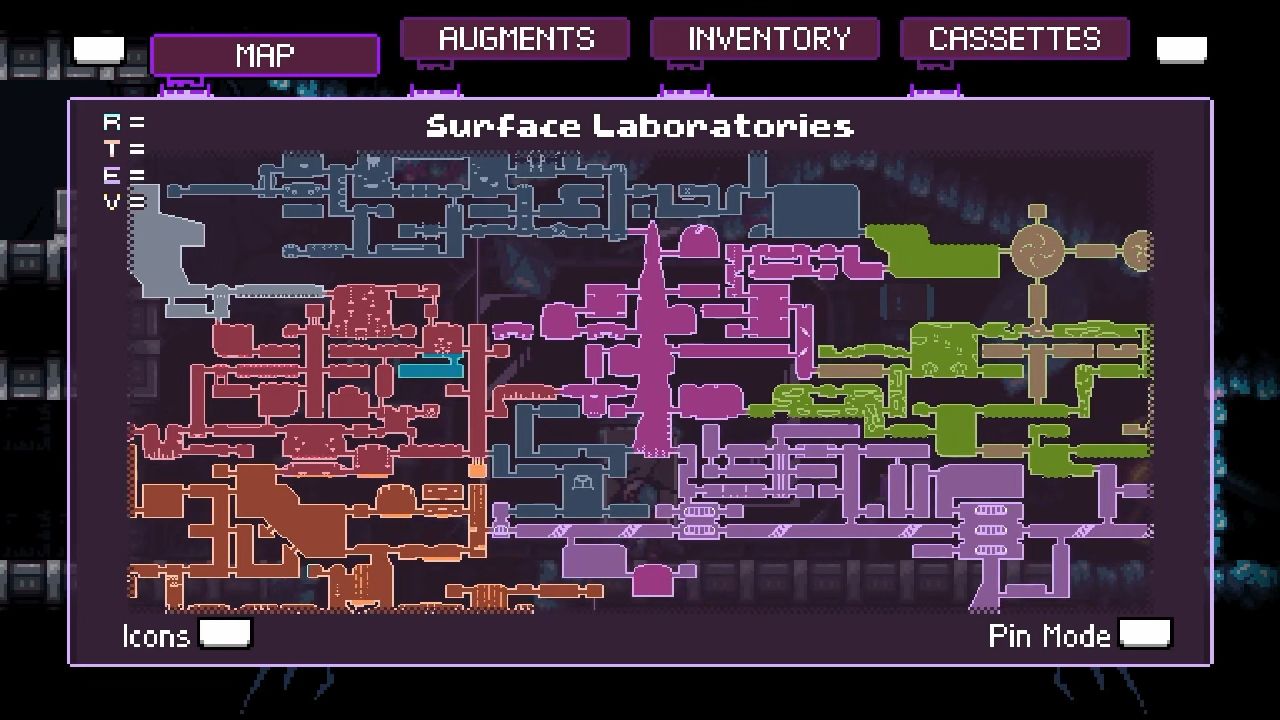 MAP
AUGMENTS
INVENTORY
CASSETTES
Surface Laboratories
R =
T =
E =
V =
Icons
Pin Mode